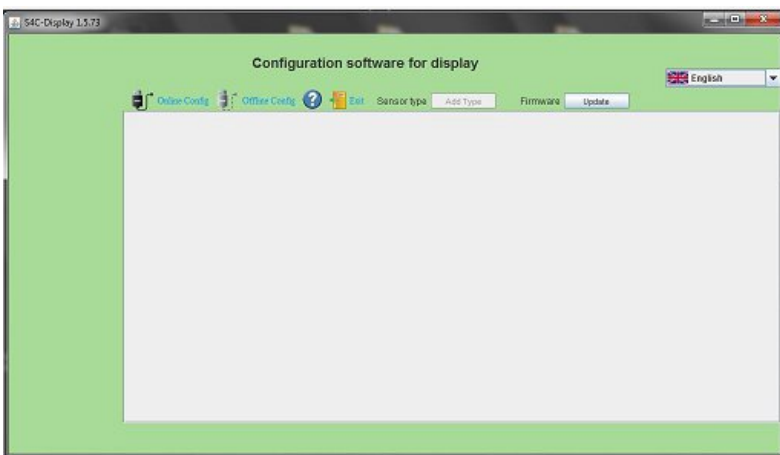 S4C-Display 1.5.73
Configuration software for display
English
Online Config Offline Config ? Exit Sensor type Add Type Firmware Update